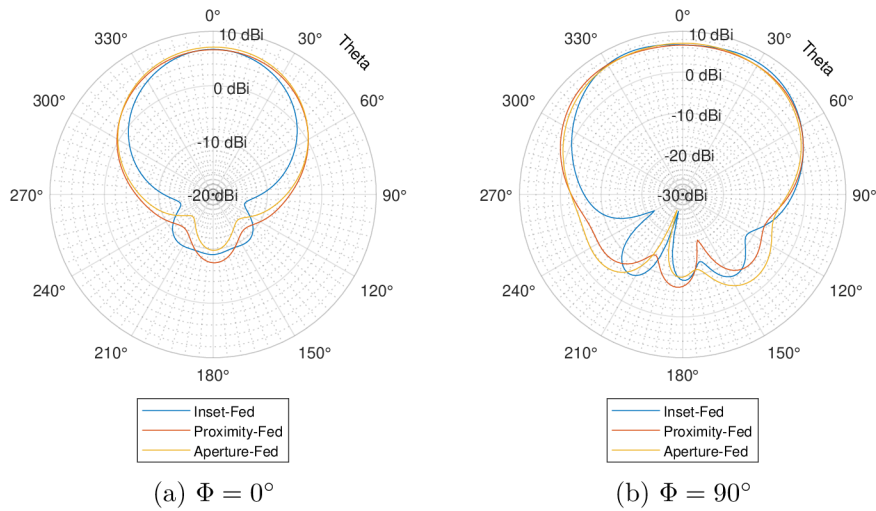 0°
30°
60°
90°
120°
150°
180°
210°
240°
270°
300°
330°
Theta
10 dBi
0 dBi
-10 dBi
-20 dBi
Inset-Fed
Proximity-Fed
Aperture-Fed
(a) Φ = 0°
0°
30°
60°
90°
120°
150°
180°
210°
240°
270°
300°
330°
Theta
10 dBi
0 dBi
-10 dBi
-20 dBi
-30 dBi
Inset-Fed
Proximity-Fed
Aperture-Fed
(b) Φ = 90°